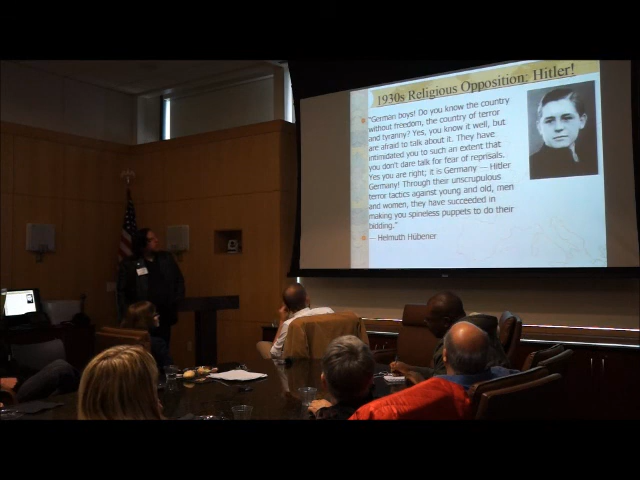 1930s Religious Opposition: Hitler!
"German boys! Do you know the country
without freedom, the country of terror
and tyranny? Yes, you know it well, but
are afraid to talk about it. They have
intimidated you to such an extent that
you don't dare talk for fear of reprisals.
Yes you are right; it is Germany — Hitler
Germany! Through their unscrupulous
terror tactics against young and old, men
and women, they have succeeded in
making you spineless puppets to do their
bidding."
— Helmuth Hübener